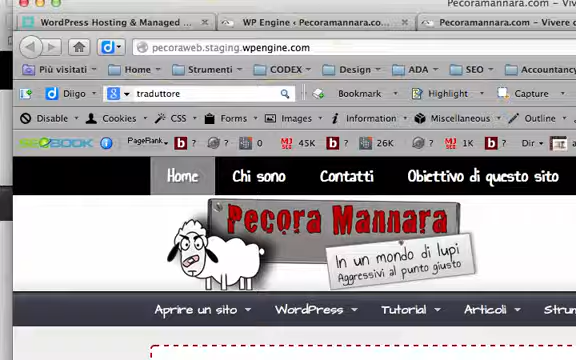 Pecoramannara.com – Viv
WordPress Hosting & Managed ...
WP Engine ‹ Pecoramannara.co...
Pecoramannara.com – Vivere c
pecoraweb.staging.wpengine.com
Più visitati Home Strumenti CODEX Design ADA SEO Accountancy
Diigo traduttore Bookmark Highlight Capture
Disable Cookies CSS Forms Images Information Miscellaneous Outline
SEOBOOK PageRank ? 0 45K ? 26K ? 1K ? Dir
Home Chi sono Contatti Obiettivo di questo sito
Pecora Mannara
In un mondo di lupi
Aggressivi al punto giusto
Aprire un sito WordPress Tutorial Articoli Strum